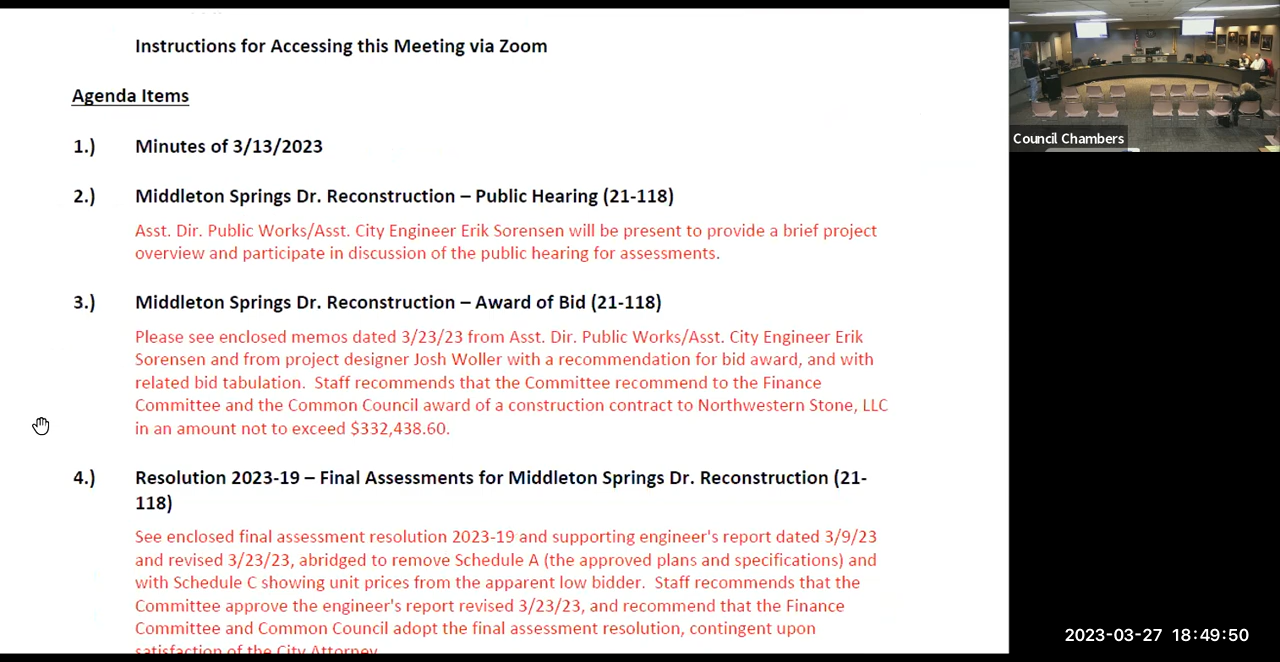 Instructions for Accessing this Meeting via Zoom
Agenda Items
1.) Minutes of 3/13/2023
2.) Middleton Springs Dr. Reconstruction – Public Hearing (21-118)
Asst. Dir. Public Works/Asst. City Engineer Erik Sorensen will be present to provide a brief project
overview and participate in discussion of the public hearing for assessments.
3.) Middleton Springs Dr. Reconstruction – Award of Bid (21-118)
Please see enclosed memos dated 3/23/23 from Asst. Dir. Public Works/Asst. City Engineer Erik
Sorensen and from project designer Josh Woller with a recommendation for bid award, and with
related bid tabulation.  Staff recommends that the Committee recommend to the Finance
Committee and the Common Council award of a construction contract to Northwestern Stone, LLC
in an amount not to exceed $332,438.60.
4.) Resolution 2023-19 – Final Assessments for Middleton Springs Dr. Reconstruction (21-
118)
See enclosed final assessment resolution 2023-19 and supporting engineer's report dated 3/9/23
and revised 3/23/23, abridged to remove Schedule A (the approved plans and specifications) and
with Schedule C showing unit prices from the apparent low bidder.  Staff recommends that the
Committee approve the engineer's report revised 3/23/23, and recommend that the Finance
Committee and Common Council adopt the final assessment resolution, contingent upon
satisfaction of the City Attorney.
Council Chambers
2023-03-27 18:49:50